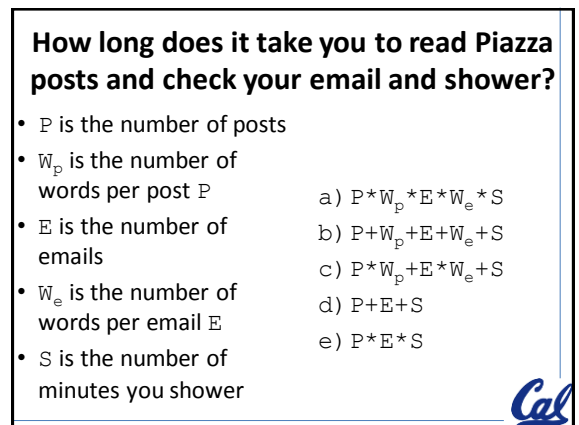 How long does it take you to read Piazza
posts and check your email and shower?
• P is the number of posts
• Wp is the number of
words per post P
• E is the number of
emails
• We is the number of
words per email E
• S is the number of
minutes you shower
a) P*Wp*E*We*S
b) P+Wp+E+We+S
c) P*Wp+E*We+S
d) P+E+S
e) P*E*S
Cal